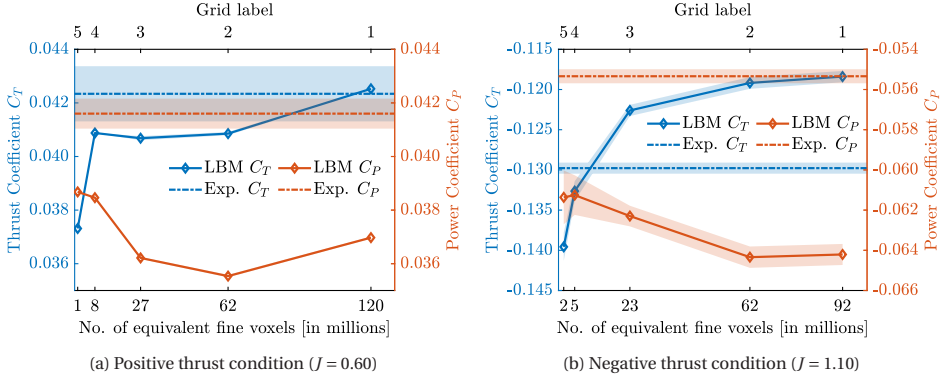 Grid label
5 4 3 2 1
0.044
0.042
0.040
0.038
0.036
Thrust Coefficient C_T
0.044
0.042
0.040
0.038
0.036
Power Coefficient C_P
LBM C_T
LBM C_P
Exp. C_T
Exp. C_P
1 8 27 62 120
No. of equivalent fine voxels [in millions]
(a) Positive thrust condition (J = 0.60)
Grid label
5 4 3 2 1
-0.115
-0.120
-0.125
-0.130
-0.135
-0.140
-0.145
Thrust Coefficient C_T
-0.054
-0.056
-0.058
-0.060
-0.062
-0.064
-0.066
Power Coefficient C_P
LBM C_T
LBM C_P
Exp. C_T
Exp. C_P
2 5 23 62 92
No. of equivalent fine voxels [in millions]
(b) Negative thrust condition (J = 1.10)